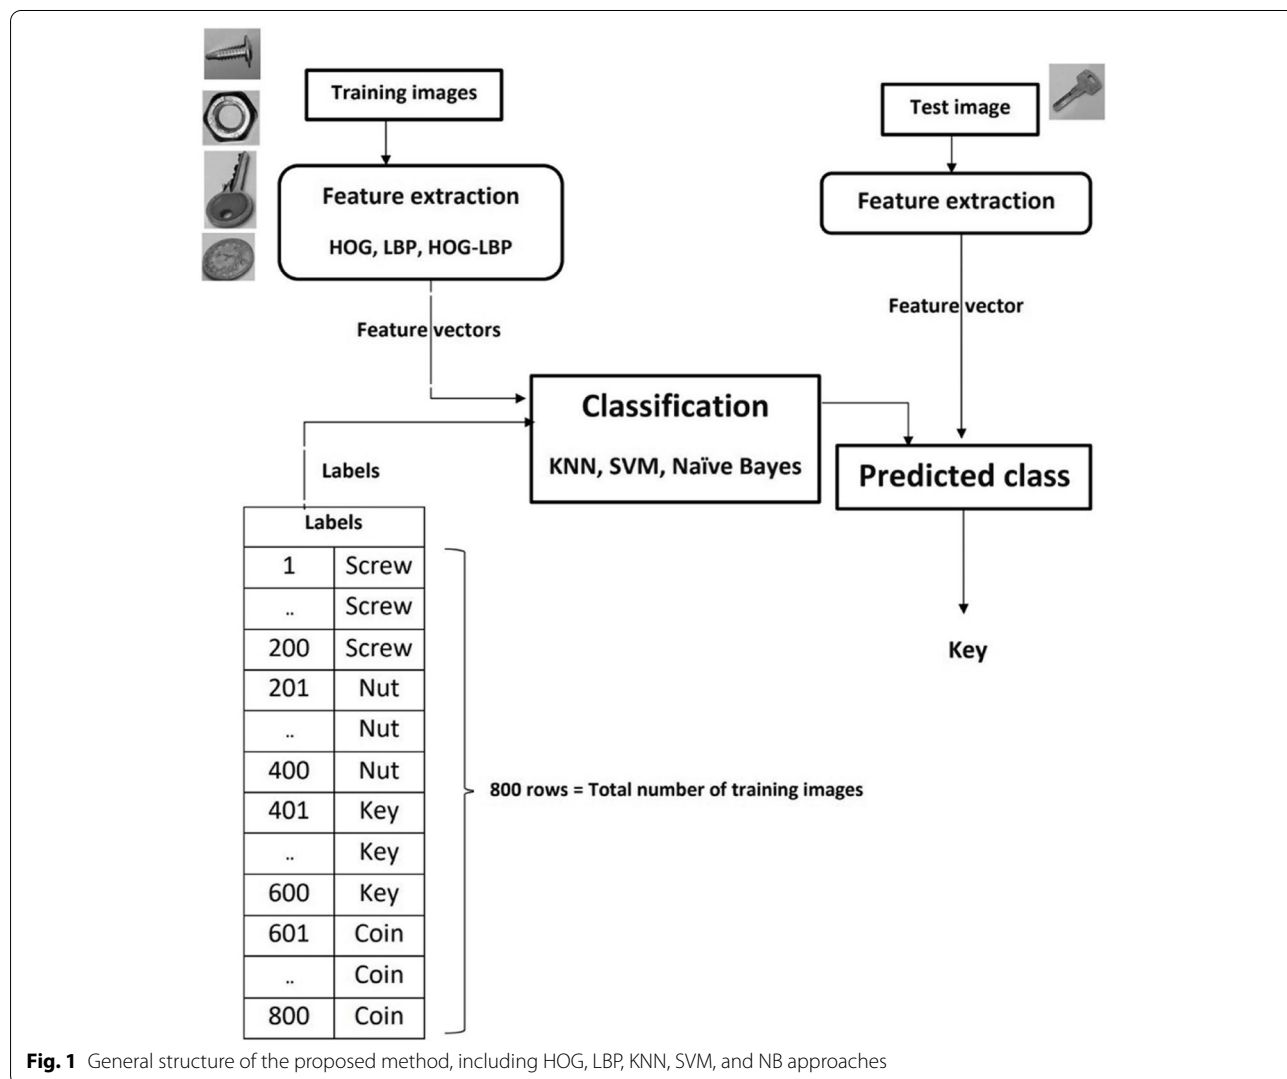 Training images
Test image
Feature extraction
HOG, LBP, HOG-LBP
Feature extraction
Feature vectors
Feature vector
Classification
KNN, SVM, Naïve Bayes
Predicted class
Key
Labels
Labels
1 Screw
.. Screw
200 Screw
201 Nut
.. Nut
400 Nut
401 Key
.. Key
600 Key
601 Coin
.. Coin
800 Coin
800 rows = Total number of training images
Fig. 1 General structure of the proposed method, including HOG, LBP, KNN, SVM, and NB approaches